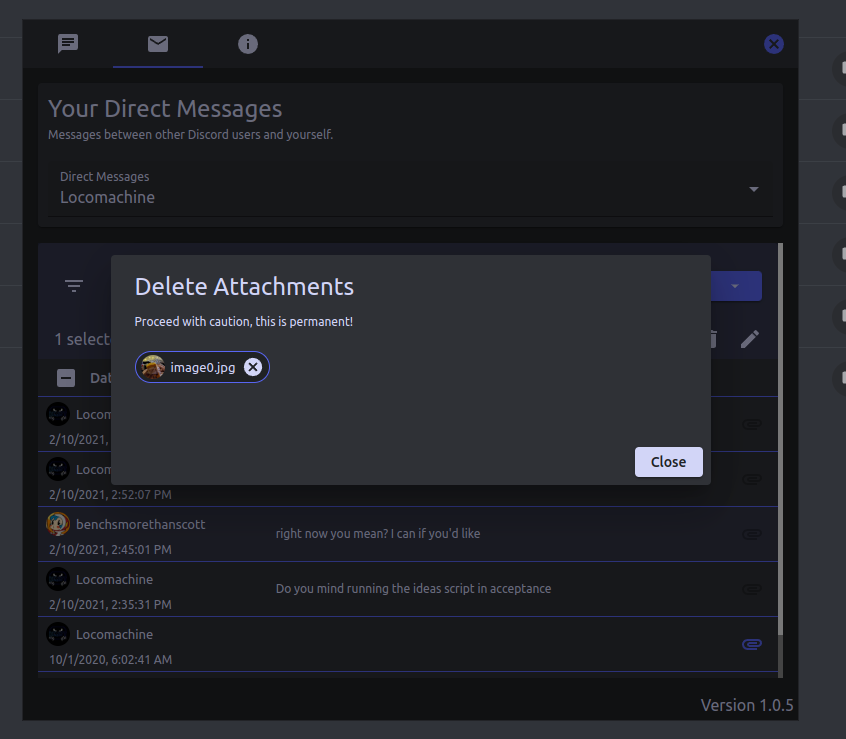 Your Direct Messages
Messages between other Discord users and yourself.
Direct Messages
Locomachine
Delete Attachments
Proceed with caution, this is permanent!
image0.jpg
Close
1 select
Dat
Locom
2/10/2021,
Locom
2/10/2021, 2:52:07 PM
benchsmorethanscott
right now you mean? I can if you'd like
2/10/2021, 2:45:01 PM
Locomachine
Do you mind running the ideas script in acceptance
2/10/2021, 2:35:31 PM
Locomachine
10/1/2020, 6:02:41 AM
Version 1.0.5